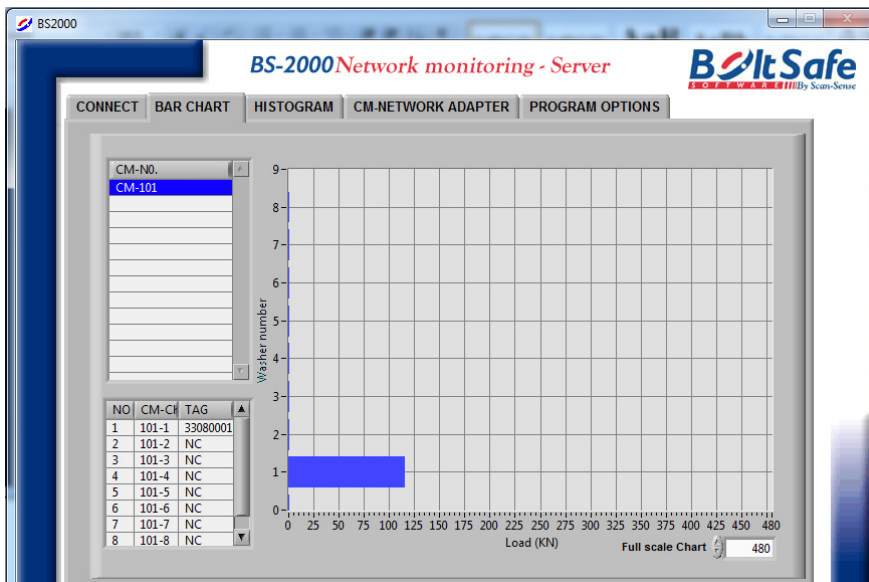 BS2000
BS-2000 Network monitoring - Server
BoltSafe
SOFTWARE By Scan-Sense
CONNECT BAR CHART HISTOGRAM CM-NETWORK ADAPTER PROGRAM OPTIONS
CM-N0.
CM-101
9
8
7
6
5
4
3
2
1
0
Washer number
0 25 50 75 100 125 150 175 200 225 250 275 300 325 350 375 400 425 450 480
Load (KN)
Full scale Chart 480
NO CM-CH TAG
1 101-1 33080001
2 101-2 NC
3 101-3 NC
4 101-4 NC
5 101-5 NC
6 101-6 NC
7 101-7 NC
8 101-8 NC